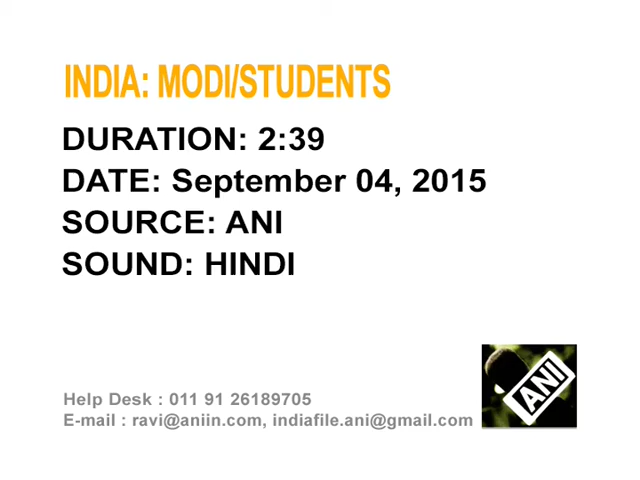 INDIA: MODI/STUDENTS
DURATION: 2:39
DATE: September 04, 2015
SOURCE: ANI
SOUND: HINDI
Help Desk : 011 91 26189705
E-mail : ravi@aniin.com, indiafile.ani@gmail.com
ANI